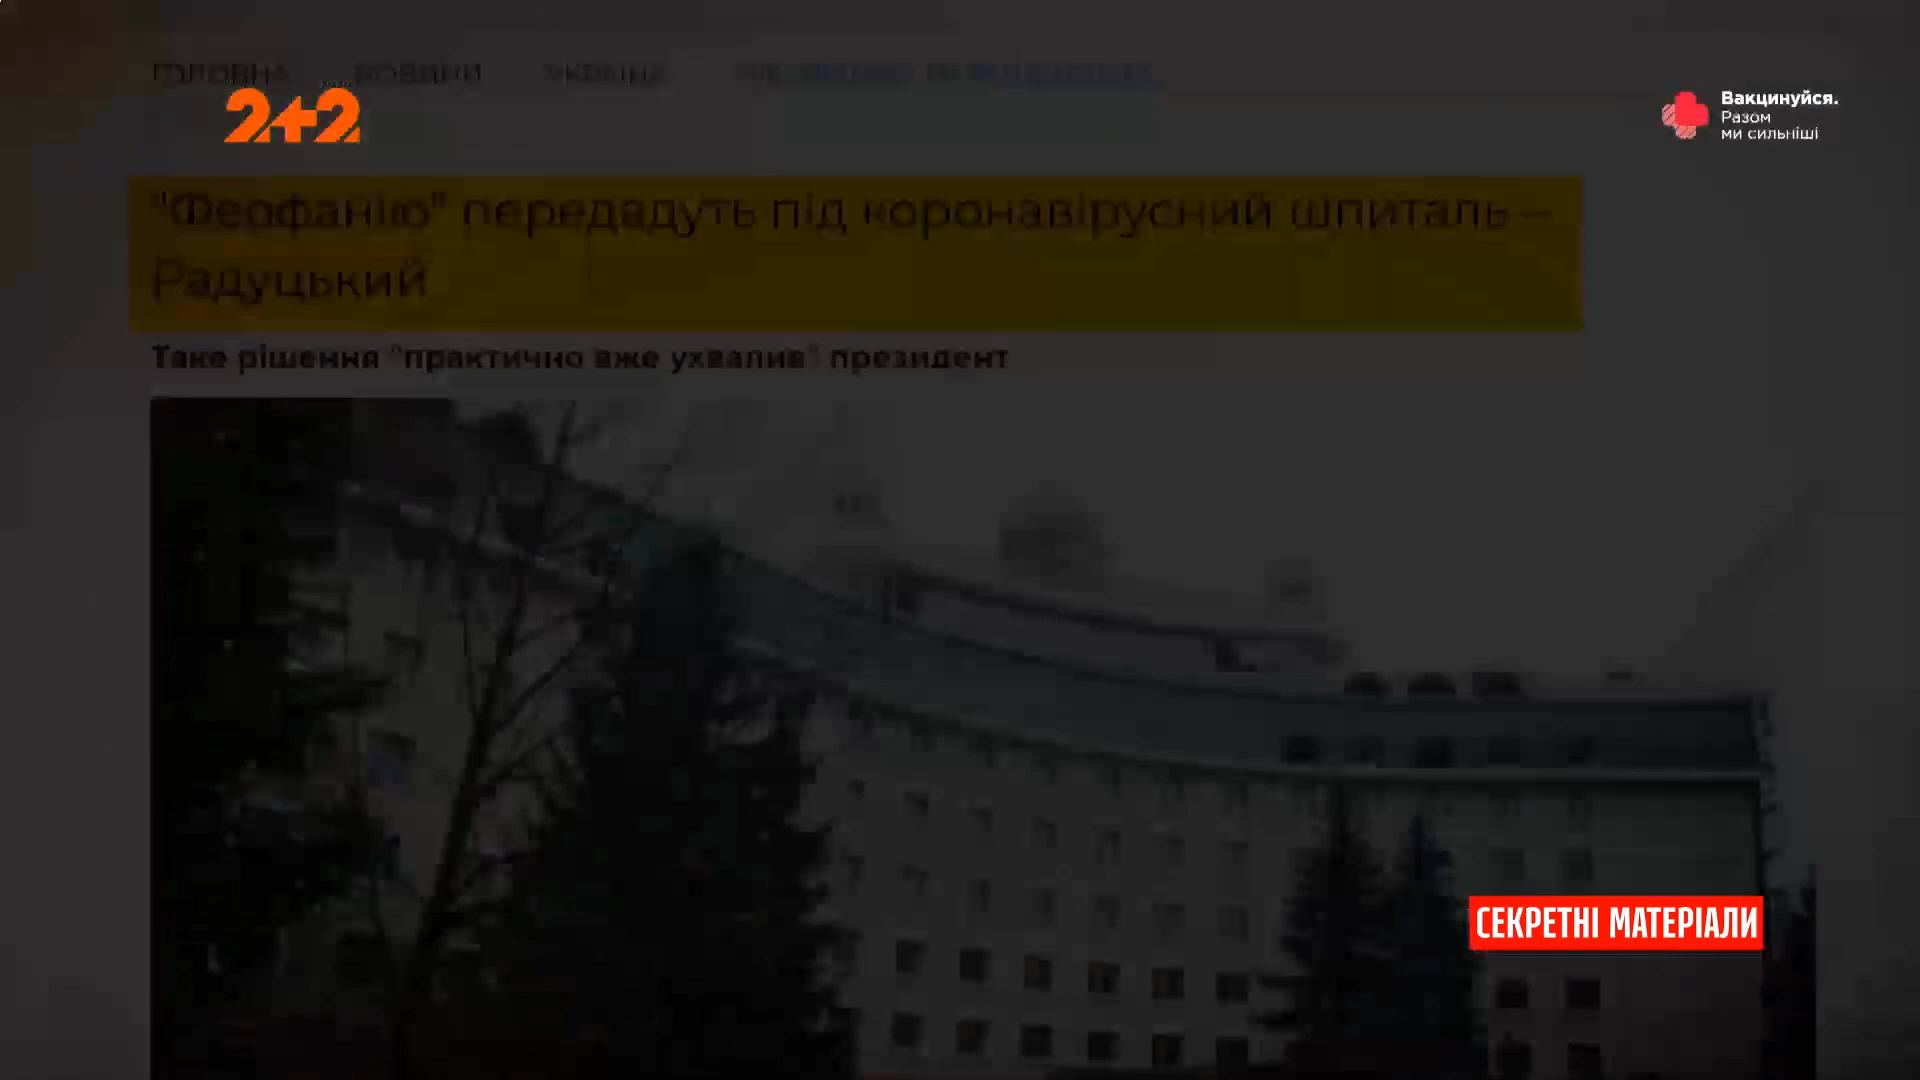 ГОЛОВНА НОВИНИ УКРАЇНА
2+2
Вакцинуйся.
Разом
ми сильніші
"Феофанію" передадуть під коронавірусний шпиталь –
Радуцький
Таке рішення "практично вже ухвалив" президент
СЕКРЕТНІ МАТЕРІАЛИ